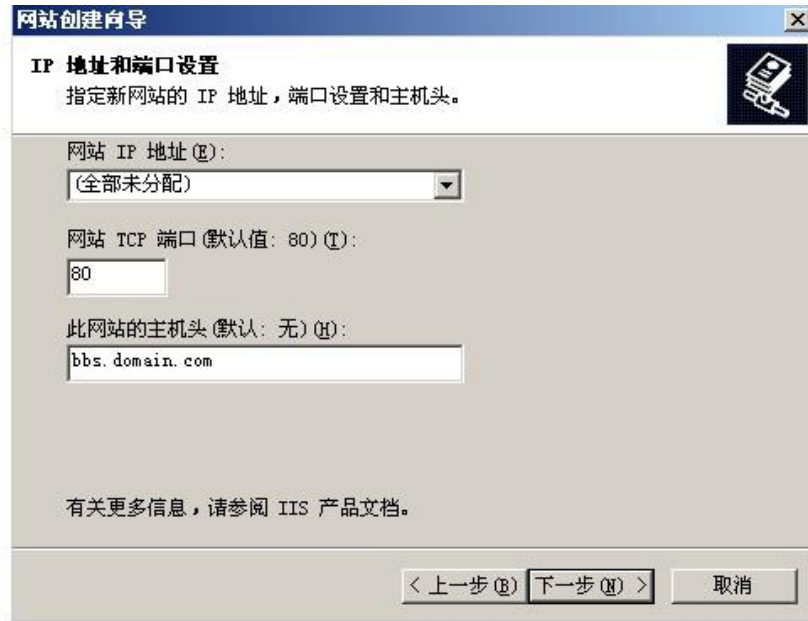 网站创建向导
IP 地址和端口设置
指定新网站的 IP 地址，端口设置和主机头。
网站 IP 地址(E):
(全部未分配)
网站 TCP 端口(默认值: 80)(T):
80
此网站的主机头(默认: 无)(H):
bbs.domain.com
有关更多信息，请参阅 IIS 产品文档。
< 上一步(B) 下一步(N) > 取消